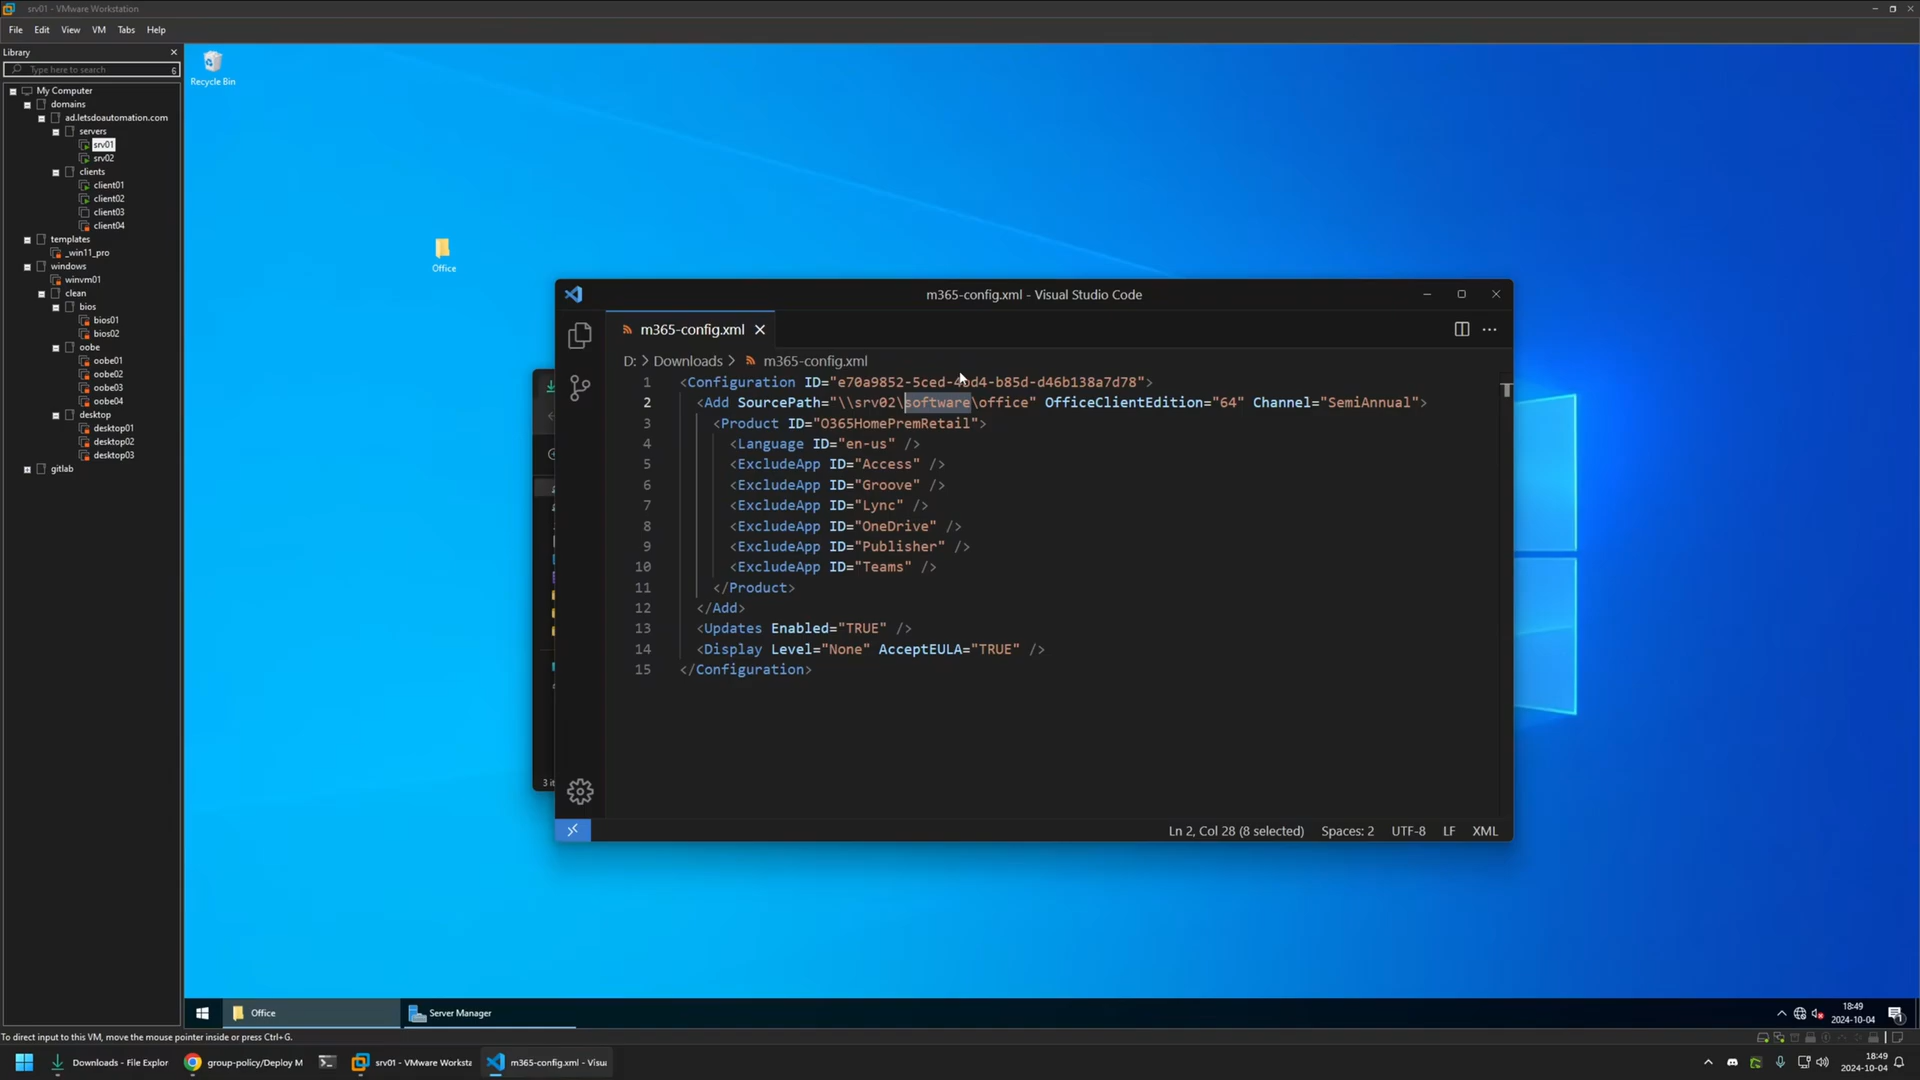 srv01 - VMware Workstation
File Edit View VM Tabs Help
Library
Type here to search
My Computer
domains
ad.letsdoautomation.com
servers
srv01
srv02
clients
client01
client02
client03
client04
templates
_win11_pro
windows
winvm01
clean
bios
bios01
bios02
oobe
oobe01
oobe02
oobe03
oobe04
desktop
desktop01
desktop02
desktop03
gitlab
Recycle Bin
Office
m365-config.xml - Visual Studio Code
m365-config.xml
D: > Downloads > m365-config.xml
1 <Configuration ID="e70a9852-5ced-4bd4-b85d-d46b138a7d78">
2 <Add SourcePath="\\srv02\software\office" OfficeClientEdition="64" Channel="SemiAnnual">
3 <Product ID="O365HomePremRetail">
4 <Language ID="en-us" />
5 <ExcludeApp ID="Access" />
6 <ExcludeApp ID="Groove" />
7 <ExcludeApp ID="Lync" />
8 <ExcludeApp ID="OneDrive" />
9 <ExcludeApp ID="Publisher" />
10 <ExcludeApp ID="Teams" />
11 </Product>
12 </Add>
13 <Updates Enabled="TRUE" />
14 <Display Level="None" AcceptEULA="TRUE" />
15 </Configuration>
3 it
Ln 2, Col 28 (8 selected) Spaces: 2 UTF-8 LF XML
Office
Server Manager
18:49
2024-10-04
To direct input to this VM, move the mouse pointer inside or press Ctrl+G.
Downloads - File Explor
group-policy/Deploy M
srv01 - VMware Worksta
m365-config.xml - Visu
18:49
2024-10-04